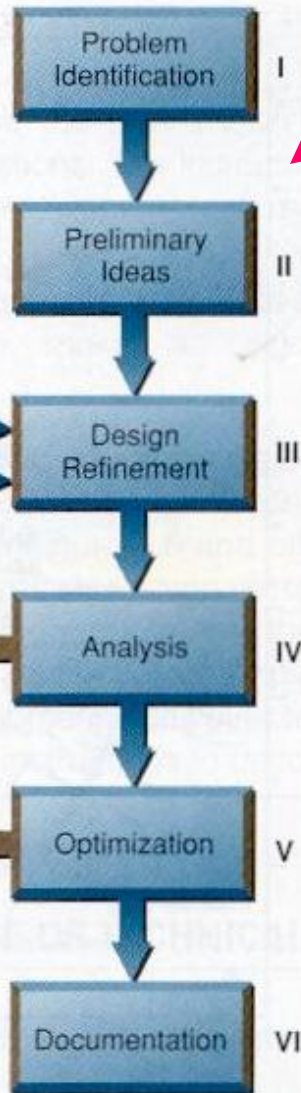 Problem
Identification
I
Preliminary
Ideas
II
Design
Refinement
III
Analysis
IV
Optimization
V
Documentation
VI